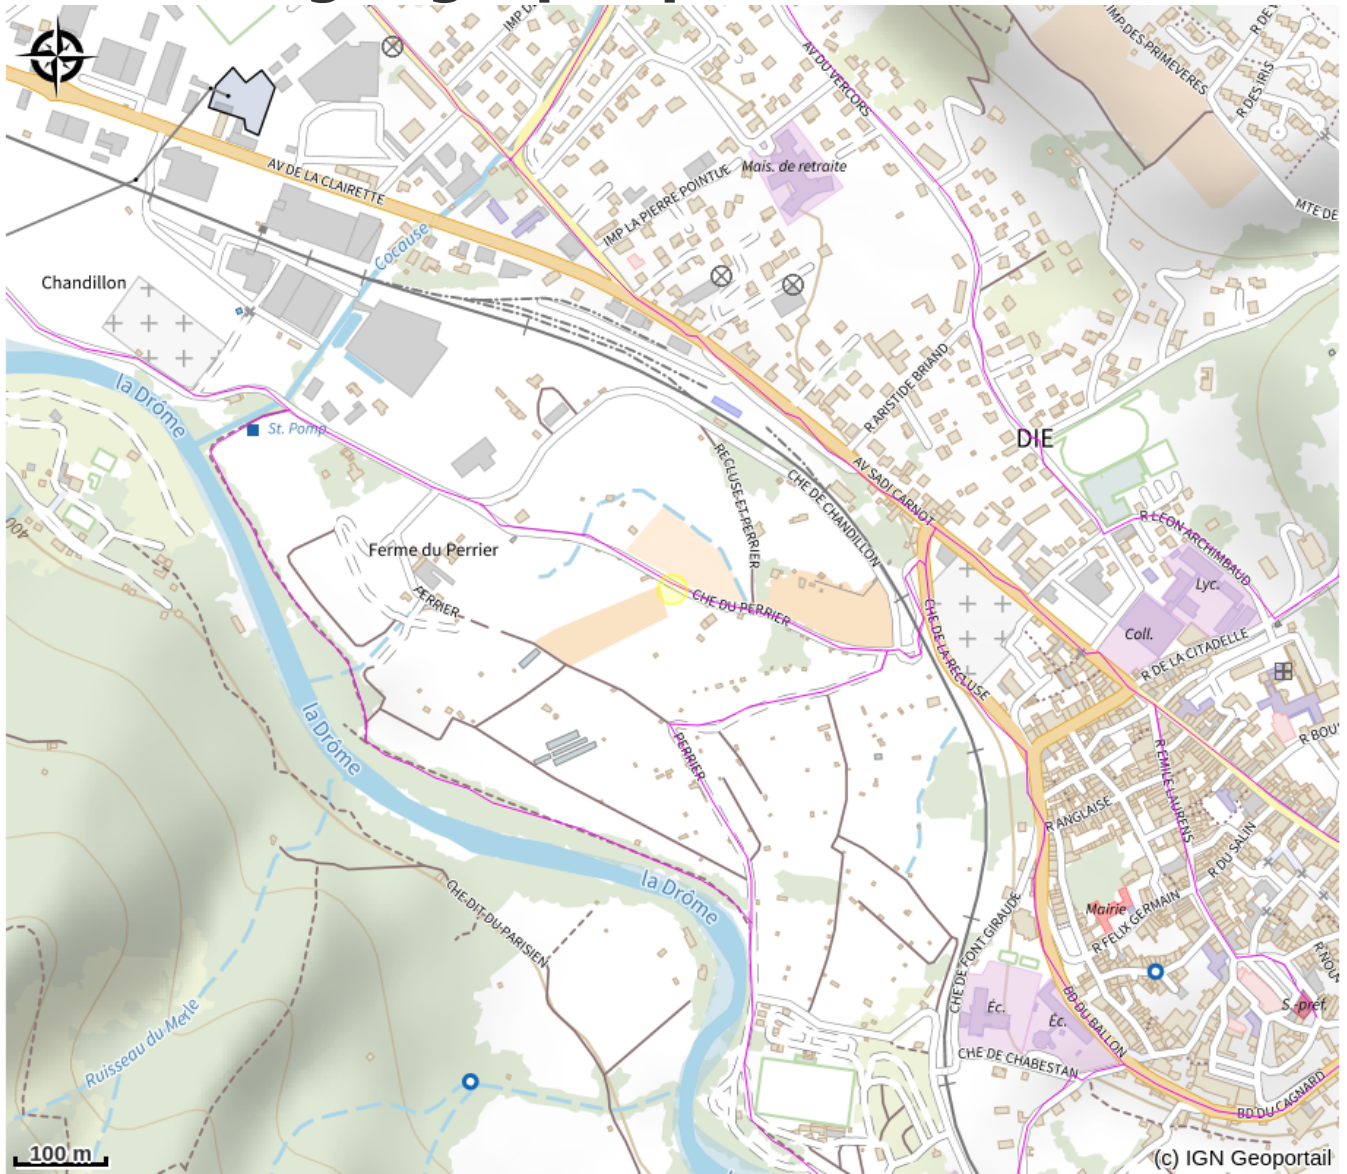 IMP DES PRIMEVERES
R DES IRIS
MTE DE
AV DU VERCORS
Mais. de retraite
AV DE LA CLAIRETTE
IMP LA PIERRE POINTUE
Cocause
Chandillon
la Drôme
R ARISTIDE BRIAND
DIE
St. Pomp
AV SADI CARNOT
RECLUSE ET PERRIER
CHE DE CHANDILLON
R LEON ARCHIMBAUD
400
Ferme du Perrier
PERRIER
CHE DU PERRIER
CHE DE LA RECLUSE
Lyc.
Coll.
R DE LA CITADELLE
la Drôme
PERRIER
R EMILE LAURENS
R BOU
R ANGLAISE
R DU SALIN
la Drôme
CHE DIT DU PARISIEN
Mairie
R FELIX GERMAIN
CHE DE FONT GIRAUDE
R NOU
Éc.
Éc.
S.-préf.
BD DU BALLON
Ruisseau du Merle
CHE DE CHABESTAN
BD DU CAGNARD
100 m
(c) IGN Geoportail